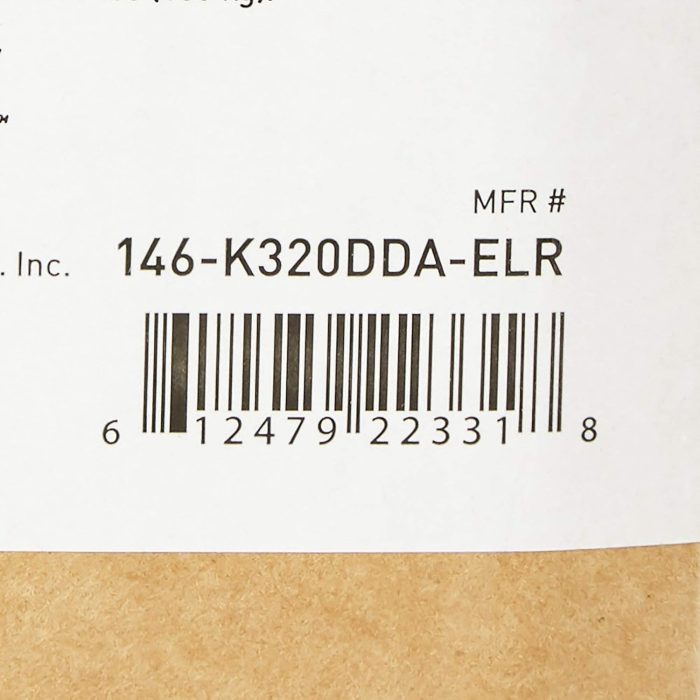 MFR #
. Inc. 146-K320DDA-ELR
6 12479 22331 8